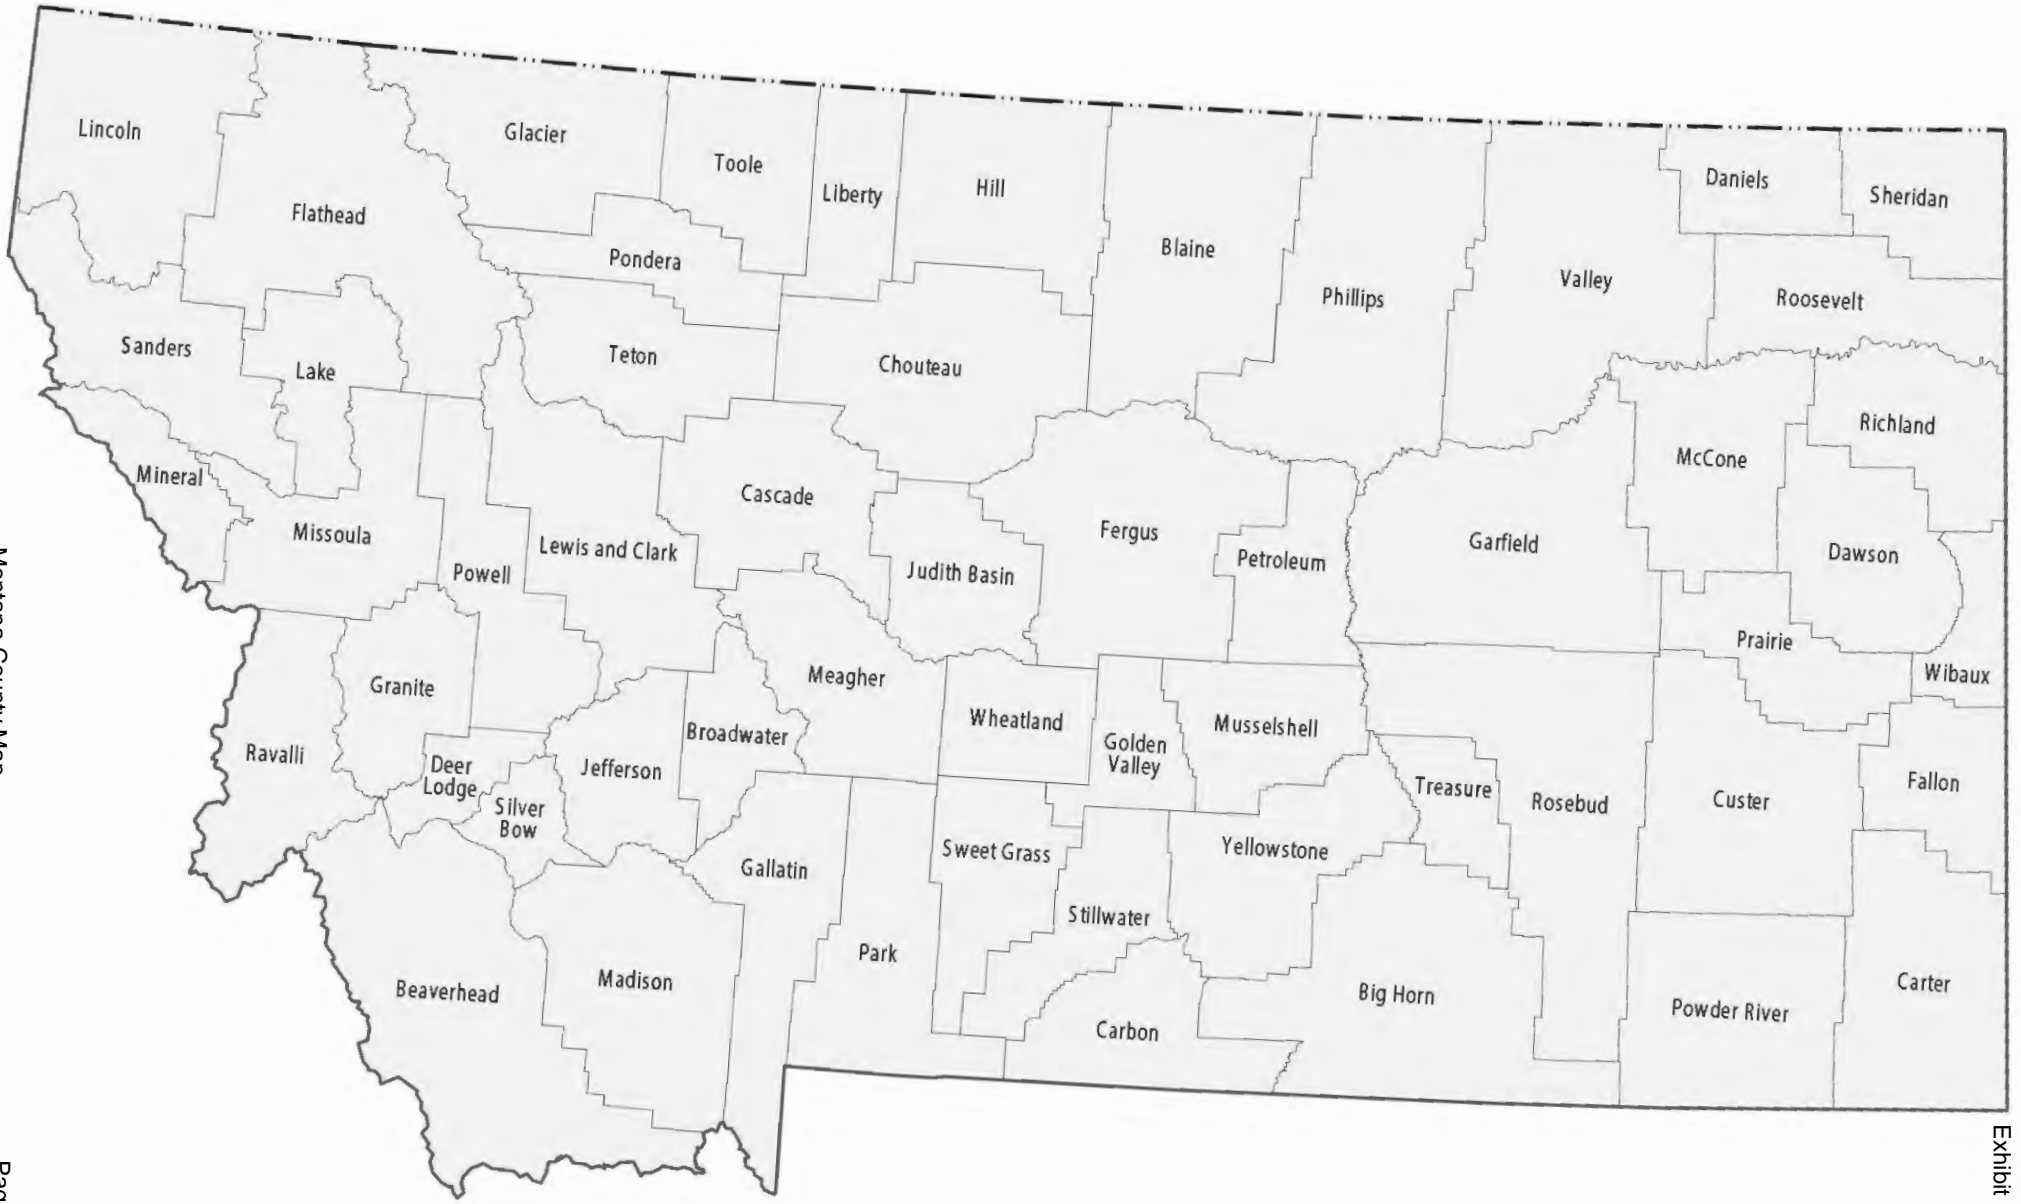 Lincoln
Flathead
Glacier
Toole
Liberty
Hill
Blaine
Phillips
Valley
Daniels
Sheridan
Roosevelt
Pondera
Teton
Chouteau
Sanders
Lake
Mineral
Missoula
Powell
Lewis and Clark
Cascade
Judith Basin
Fergus
Petroleum
Garfield
McCone
Richland
Dawson
Prairie
Wibaux
Ravalli
Granite
Deer
Lodge
Silver
Bow
Jefferson
Broadwater
Meagher
Wheatland
Golden
Valley
Musselshell
Treasure
Rosebud
Custer
Fallon
Beaverhead
Madison
Gallatin
Park
Sweet Grass
Stillwater
Yellowstone
Carbon
Big Horn
Powder River
Carter
Exhibit